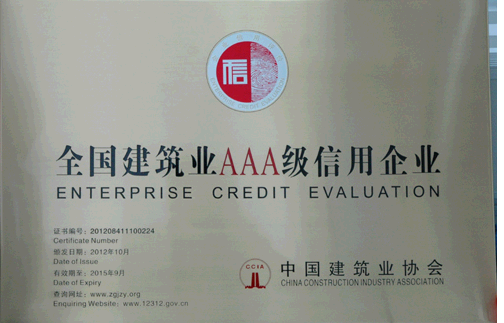 信
全国建筑业AAA级信用企业
ENTERPRISE CREDIT EVALUATION
证书编号：201208411100224
Certificate Number
颁发日期：2012年10月
Date of Issue
有效期至：2015年9月
Date of Expiry
查询网址：www.zgjzy.org
Enquiring Website：www.12312.gov.cn
CCIA
中国建筑业协会
CHINA CONSTRUCTION INDUSTRY ASSOCIATION